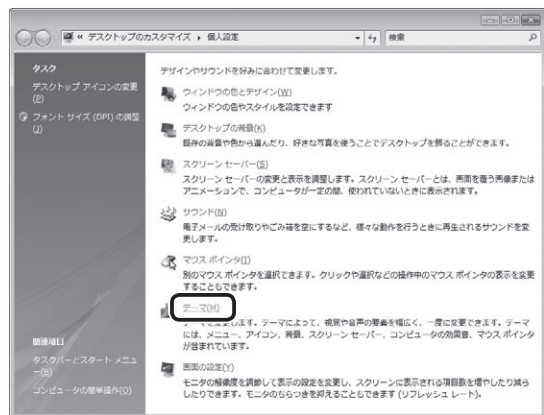 « デスクトップのカスタマイズ ▸ 個人設定
検索
タスク
デスクトップ アイコンの変更
(P)
フォント サイズ (DPI) の調整
(Z)
関連項目
タスクバーとスタート メニュ
ー(B)
コンピュータの簡単操作(O)
デザインやサウンドを好みに合わせて変更します。
ウィンドウの色とデザイン(W)
ウィンドウの色やスタイルを設定できます
デスクトップの背景(K)
既存の背景や色から選んだり、好きな写真を使うことでデスクトップを飾ることができます。
スクリーン セーバー(S)
スクリーン セーバーの変更と表示を調整します。スクリーン セーバーとは、画面を覆う画像または
アニメーションで、コンピュータが一定の間、使われていないときに表示されます。
サウンド(N)
電子メールの受け取りやごみ箱を空にするなど、様々な動作を行うときに再生されるサウンドを変
更します。
マウス ポインタ(I)
別のマウス ポインタを選択できます。クリックや選択などの操作中のマウス ポインタの表示を変更
することもできます。
テーマ(M)
テーマを変更します。テーマによって、視覚や音声の要素を幅広く、一度に変更できます。テーマ
には、メニュー、アイコン、背景、スクリーン セーバー、コンピュータの効果音、マウス ポインタ
が含まれています。
画面の設定(Y)
モニタの解像度を調節して表示の設定を変更し、スクリーンに表示される項目数を増やしたり減ら
したりできます。モニタのちらつきを抑えることもできます (リフレッシュ レート)。